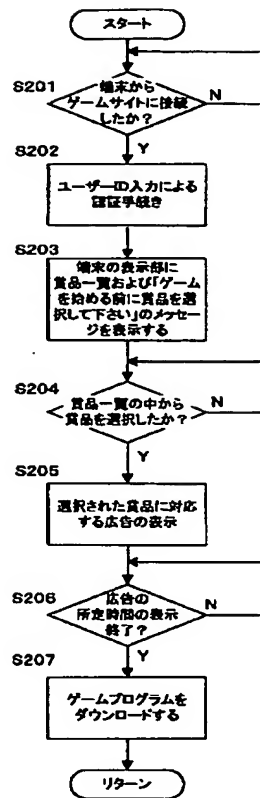 スタート
S201
端末から
ゲームサイトに接続
したか?
N
Y
S202
ユーザーID入力による
認証手続き
S203
端末の表示部に
賞品一覧および「ゲーム
を始める前に賞品を選
択して下さい」のメッセー
ジを表示する
S204
賞品一覧の中から
賞品を選択したか?
N
Y
S205
選択された賞品に対応
する広告の表示
S206
広告の
所定時間の表示
終了?
N
Y
S207
ゲームプログラムを
ダウンロードする
リターン